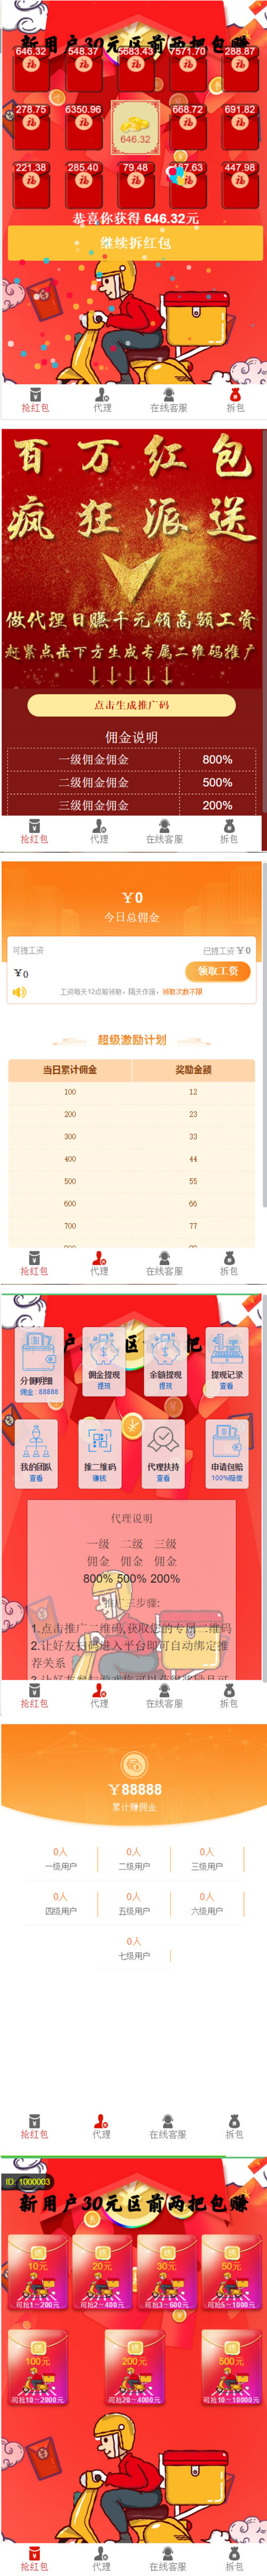 新用户30元区前两把包赚
646.32 548.37 5683.43 7571.70 288.87
278.75 6350.96 646.32 668.72 691.82
221.38 285.40 79.48 447.98
恭喜你获得 646.32元
继续拆红包
抢红包 代理 在线客服 拆包
百万红包
疯狂派送
做代理日赚千元领高额工资
赶紧点击下方生成专属二维码推广
↓↓↓↓↓
点击生成推广码
佣金说明
一级佣金佣金 800%
二级佣金佣金 500%
三级佣金佣金 200%
抢红包 代理 在线客服 拆包
￥0
今日总佣金
可提工资 已提工资￥0
￥0 领取工资
工资每天12点前领取，隔天作废，领取次数不限
超级激励计划
当日累计佣金 奖励金额
100 12
200 23
300 33
400 44
500 55
600 66
700 77
抢红包 代理 在线客服 拆包
分佣明细 佣金提现 余额提现 提现记录
佣金：88888 提现 提现 查看
我的团队 推二维码 代理扶持 申请包赔
查看 赚钱 查看 100%赔偿
代理说明
一级 二级 三级
佣金 佣金 佣金
800% 500% 200%
推广三步骤:
1.点击推广二维码,获取您的专属二维码
2.让好友扫码进入平台即可自动绑定推
荐关系
抢红包 代理 在线客服 拆包
￥88888
累计赚佣金
0人 0人 0人
一级用户 二级用户 三级用户
0人 0人 0人
四级用户 五级用户 六级用户
0人
七级用户
抢红包 代理 在线客服 拆包
ID: 1000003
新用户30元区前两把包赚
10元 20元 30元 50元
可抢1～200元 可抢2～400元 可抢3～600元 可抢5～1000元
100元 200元 500元
可抢10～2000元 可抢20～4000元 可抢10～10000元
抢红包 代理 在线客服 拆包